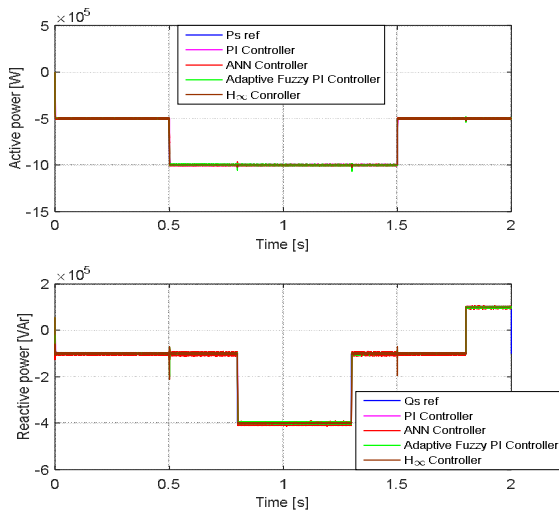 × 10⁵
5
0
-5
-10
-15
Active power [W]
Ps ref
PI Controller
ANN Controller
Adaptive Fuzzy PI Controller
H∞ Conroller
0
0.5
1
1.5
2
Time [s]
× 10⁵
2
0
-2
-4
-6
Reactive power [VAr]
Qs ref
PI Controller
ANN Controller
Adaptive Fuzzy PI Controller
H∞ Controller
0
0.5
1
1.5
2
Time [s]